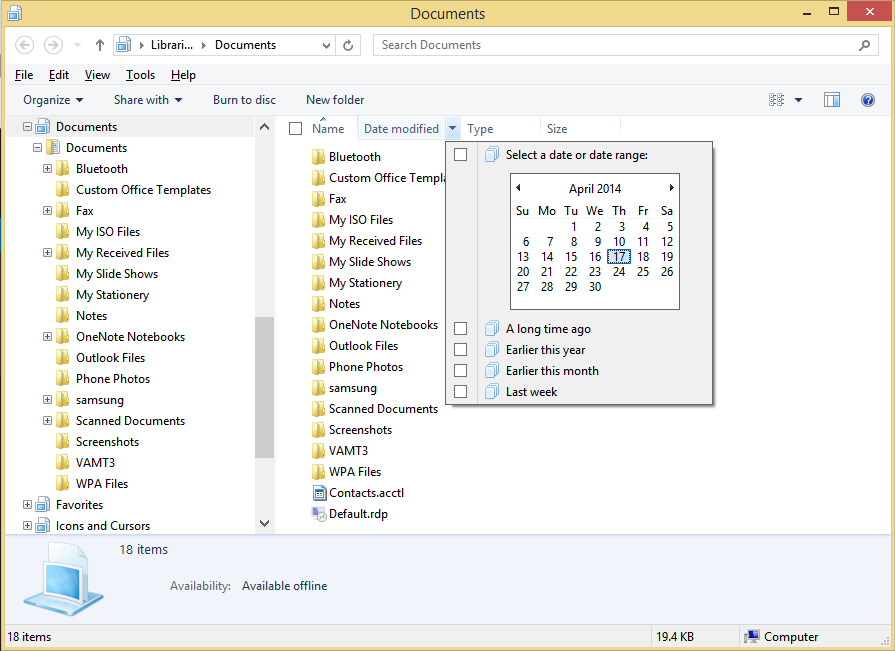 Documents
Librari... Documents
Search Documents
File Edit View Tools Help
Organize Share with Burn to disc New folder
Documents
Documents
Bluetooth
Custom Office Templates
Fax
My ISO Files
My Received Files
My Slide Shows
My Stationery
Notes
OneNote Notebooks
Outlook Files
Phone Photos
samsung
Scanned Documents
Screenshots
VAMT3
WPA Files
Favorites
Icons and Cursors
Name Date modified Type Size
Bluetooth
Custom Office Templa
Fax
My ISO Files
My Received Files
My Slide Shows
My Stationery
Notes
OneNote Notebooks
Outlook Files
Phone Photos
samsung
Scanned Documents
Screenshots
VAMT3
WPA Files
Contacts.acctl
Default.rdp
Select a date or date range:
April 2014
Su Mo Tu We Th Fr Sa
1 2 3 4 5
6 7 8 9 10 11 12
13 14 15 16 17 18 19
20 21 22 23 24 25 26
27 28 29 30
A long time ago
Earlier this year
Earlier this month
Last week
18 items
Availability: Available offline
18 items 19.4 KB Computer